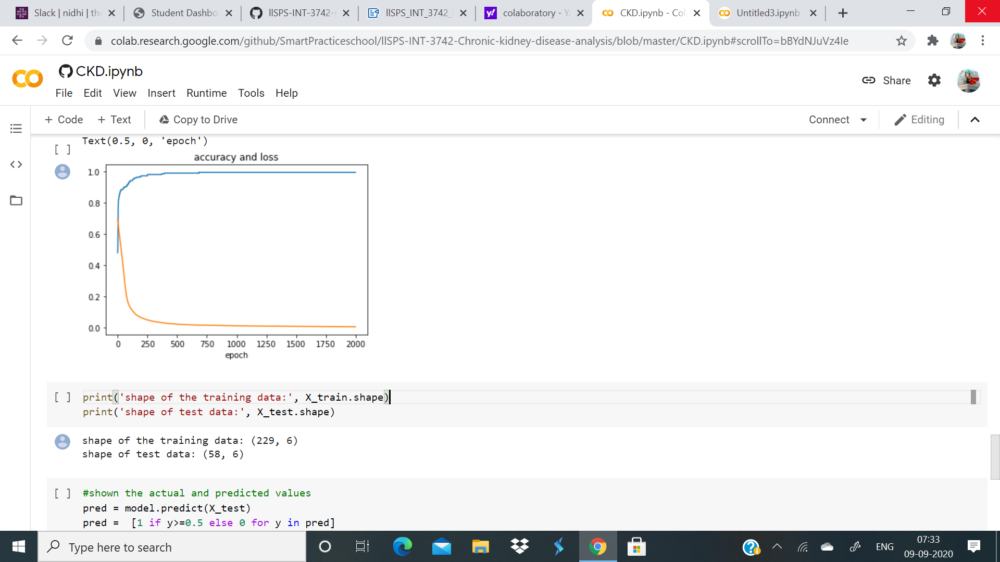 Slack | nidhi | th
Student Dashbo
llSPS-INT-3742-
llSPS_INT_3742_
colaboratory - Y
CKD.ipynb - Co
Untitled3.ipynb
colab.research.google.com/github/SmartPracticeschool/llSPS-INT-3742-Chronic-kidney-disease-analysis/blob/master/CKD.ipynb#scrollTo=bBYdNJuVz4Ie
CKD.ipynb
Share
File Edit View Insert Runtime Tools Help
+ Code + Text Copy to Drive
Connect Editing
Text(0.5, 0, 'epoch')
[ ]
accuracy and loss
1.0
0.8
0.6
0.4
0.2
0.0
0 250 500 750 1000 1250 1500 1750 2000
epoch
[ ] print('shape of the training data:', X_train.shape)
print('shape of test data:', X_test.shape)
shape of the training data: (229, 6)
shape of test data: (58, 6)
[ ] #shown the actual and predicted values
pred = model.predict(X_test)
pred =  [1 if y>=0.5 else 0 for y in pred]
Type here to search
ENG
07:33
09-09-2020